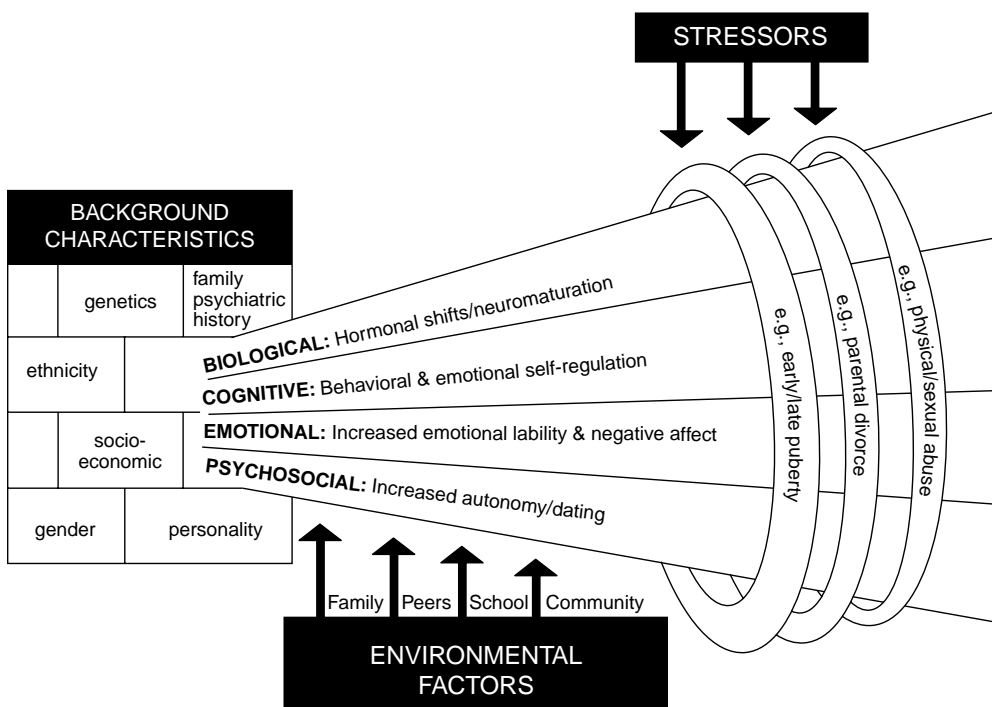 STRESSORS
BACKGROUND
CHARACTERISTICS
genetics
family
psychiatric
history
ethnicity
socio-
economic
gender
personality
BIOLOGICAL: Hormonal shifts/neuromaturation
COGNITIVE: Behavioral & emotional self-regulation
EMOTIONAL: Increased emotional lability & negative affect
PSYCHOSOCIAL: Increased autonomy/dating
e.g., early/late puberty
e.g., parental divorce
e.g., physical/sexual abuse
Family
Peers
School
Community
ENVIRONMENTAL
FACTORS